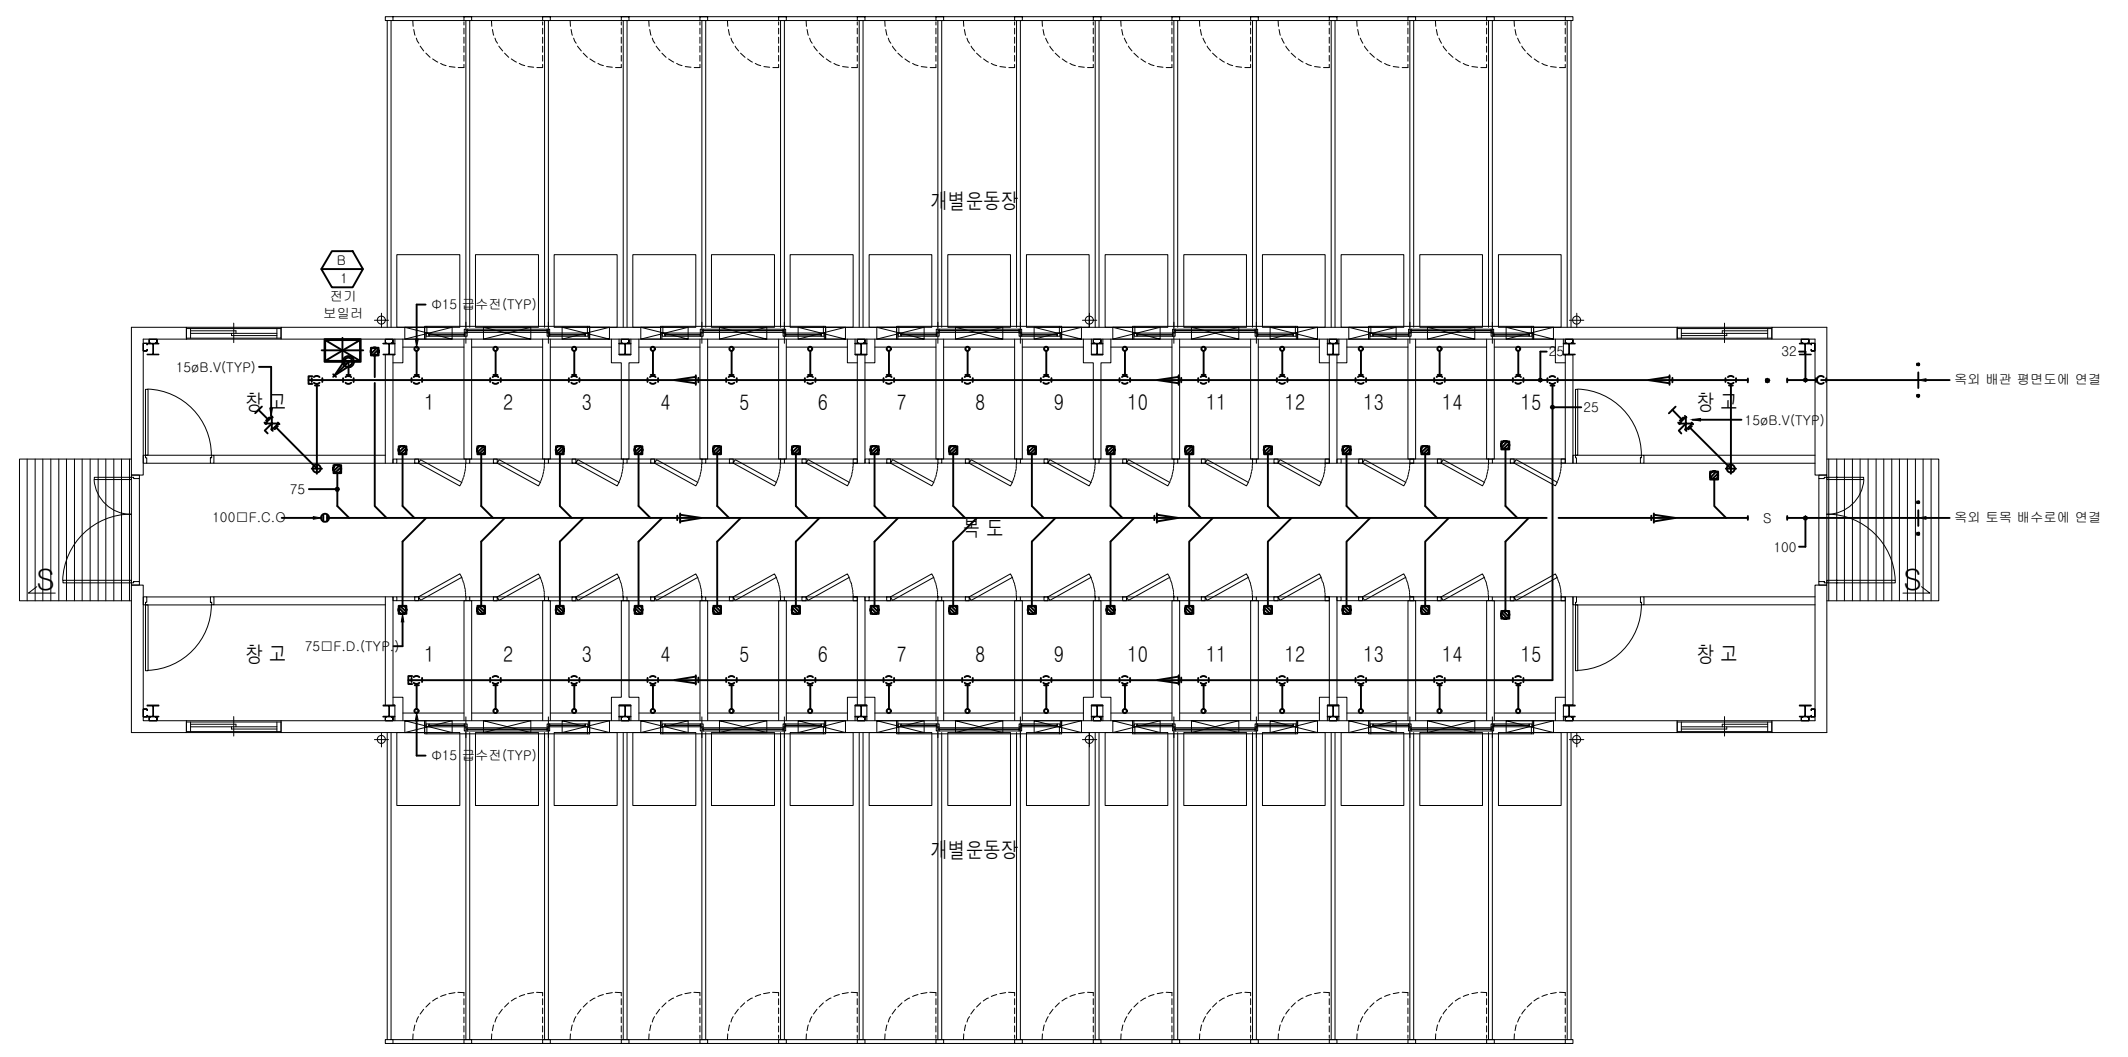 개별운동장
B
1
전기
보일러
Φ15 급수전(TYP)
15øB.V(TYP)
25
32
옥외 배관 평면도에 연결
창 고
1 2 3 4 5 6 7 8 9 10 11 12 13 14 15
창 고
25
15øB.V(TYP)
75
100□F.C.O
복 도
S
옥외 토목 배수로에 연결
100
S
S
75□F.D.(TYP.)
창 고
1 2 3 4 5 6 7 8 9 10 11 12 13 14 15
창 고
Φ15 급수전(TYP)
개별운동장